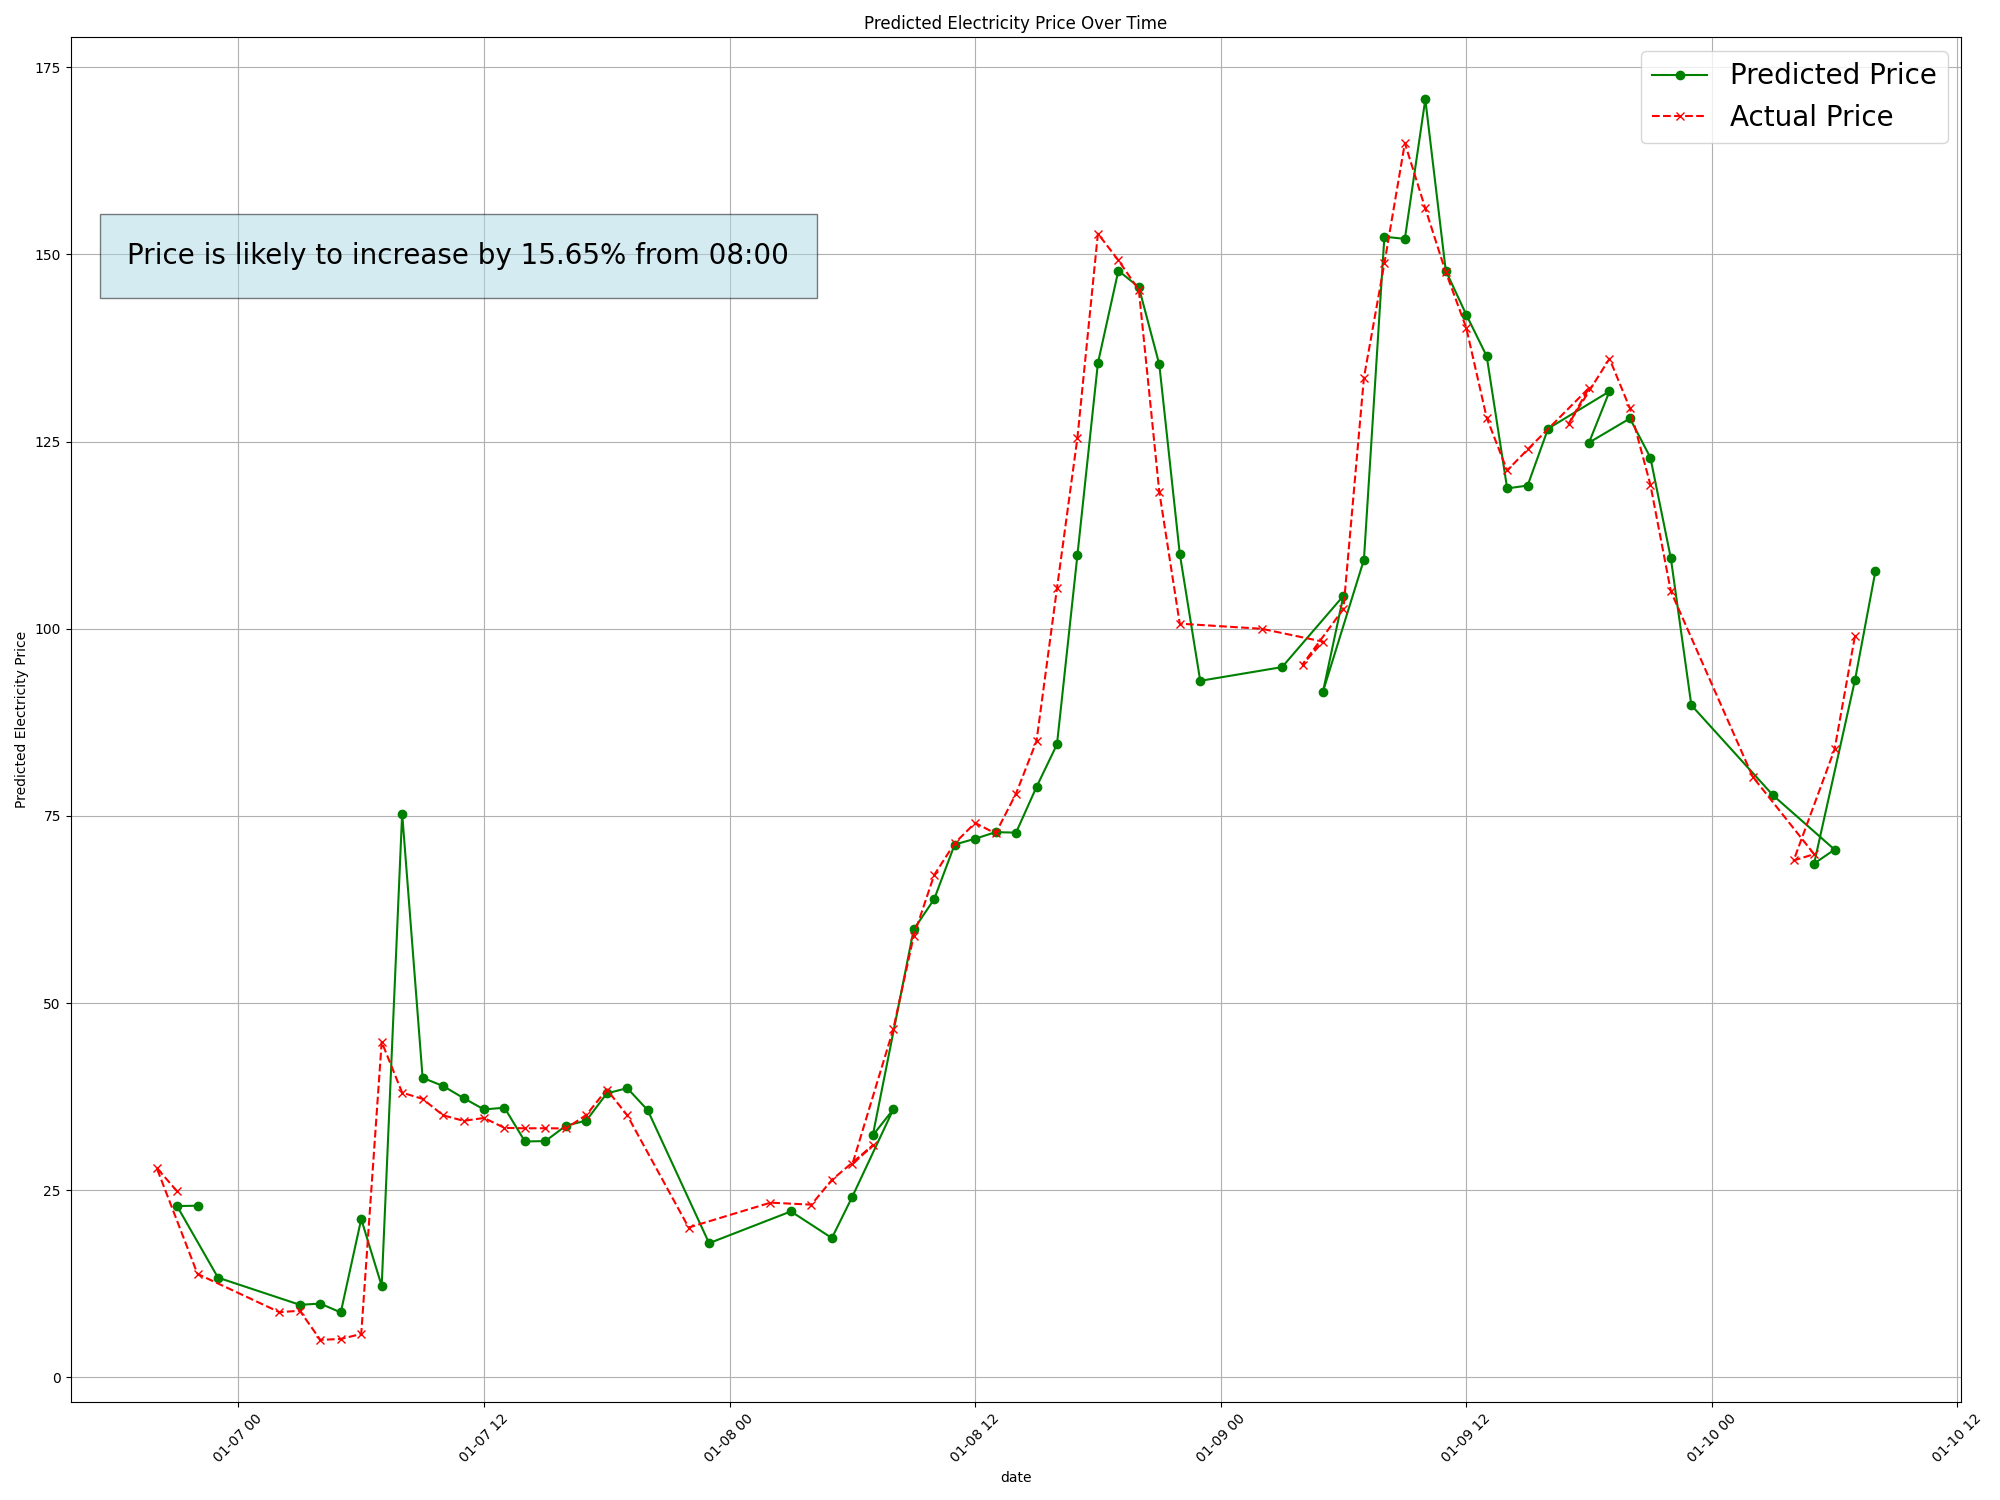 Predicted Electricity Price Over Time
Predicted Price
Actual Price
Price is likely to increase by 15.65% from 08:00
Predicted Electricity Price
175
150
125
100
75
50
25
0
01-07 00
01-07 12
01-08 00
01-08 12
01-09 00
01-09 12
01-10 00
01-10 12
date